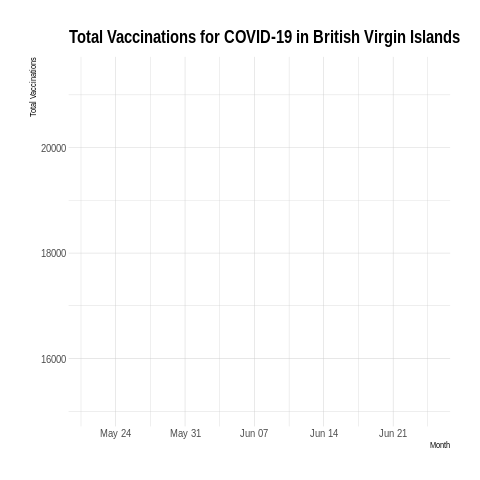 Total Vaccinations for COVID-19 in British Virgin Islands
Total Vaccinations
20000
18000
16000
May 24 May 31 Jun 07 Jun 14 Jun 21
Month